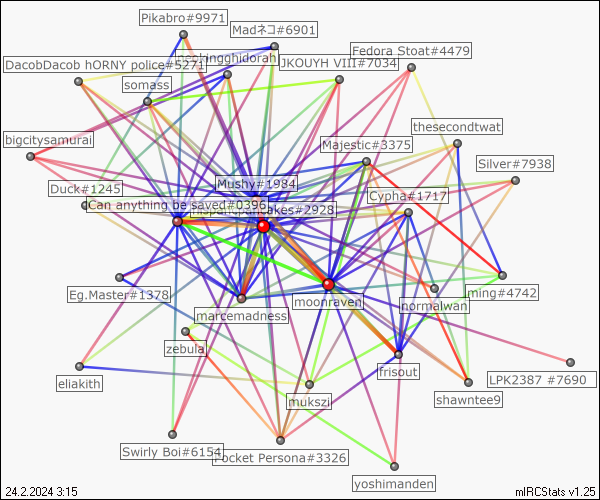 Pikabro#9971
Madネコ#6901
Fedora Stoat#4479
neokingghidorah
JKOUYH VIII#7034
DacobDacob hORNY police#5271
somass
thesecondtwat
bigcitysamurai
Majestic#3375
Silver#7938
Duck#1245
Mushy#1984
Cypha#1717
Can anything be saved#0396
cakes#2928
Eg.Master#1378
marcemadness
moonraven
normalwan
ming#4742
zebula
frisout
LPK2387 #7690
eliakith
mukszi
shawntee9
Swirly Boi#6154
Pocket Persona#3326
yoshimanden
24.2.2024 3:15
mIRCStats v1.25